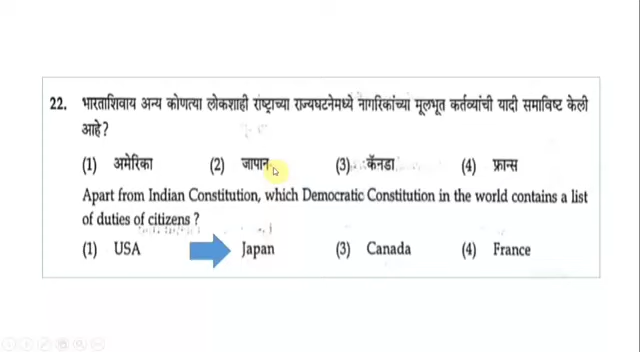 22. भारताशिवाय अन्य कोणत्या लोकशाही राष्ट्राच्या राज्यघटनेमध्ये नागरिकांच्या मूलभूत कर्तव्यांची यादी समाविष्ट केली
आहे?
(1) अमेरिका (2) जापान (3) कॅनडा (4) फ्रान्स
Apart from Indian Constitution, which Democratic Constitution in the world contains a list
of duties of citizens ?
(1) USA Japan (3) Canada (4) France